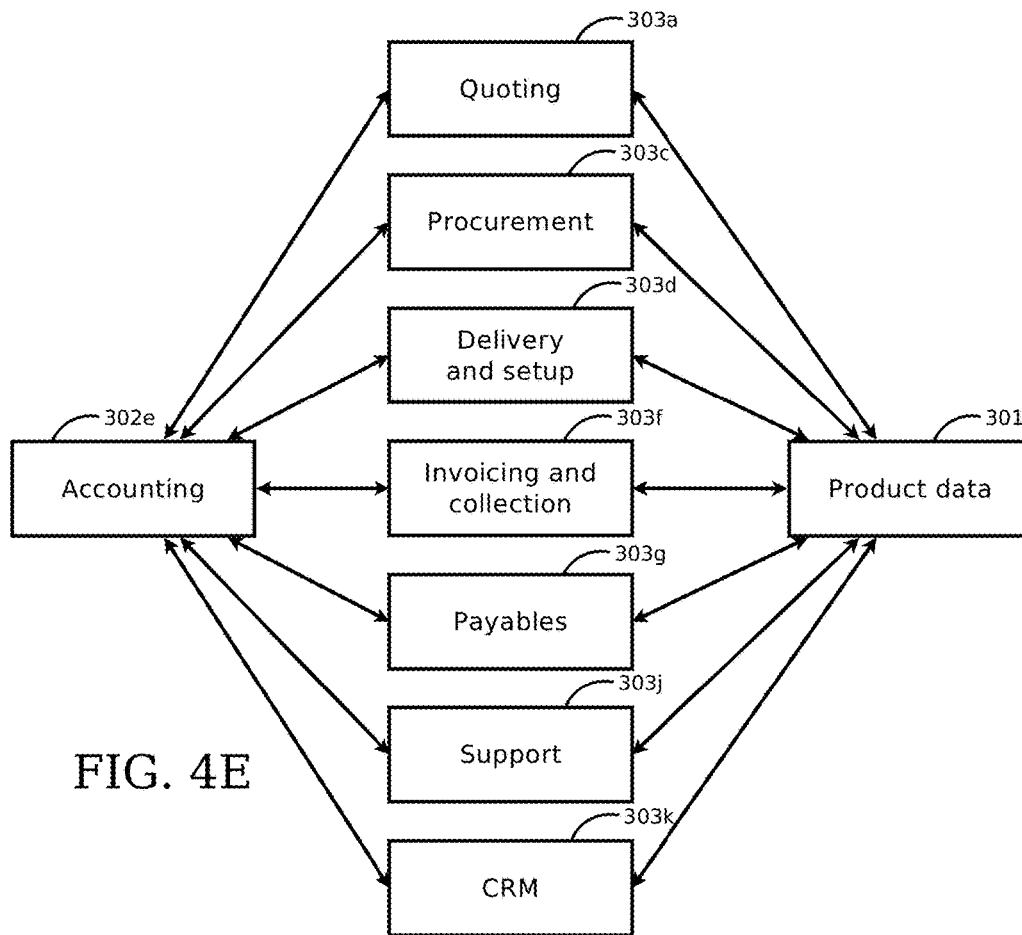 303a
Quoting
303c
Procurement
303d
Delivery
and setup
302e
303f
301
Accounting
Invoicing and
collection
Product data
303g
Payables
303j
Support
FIG. 4E
303k
CRM